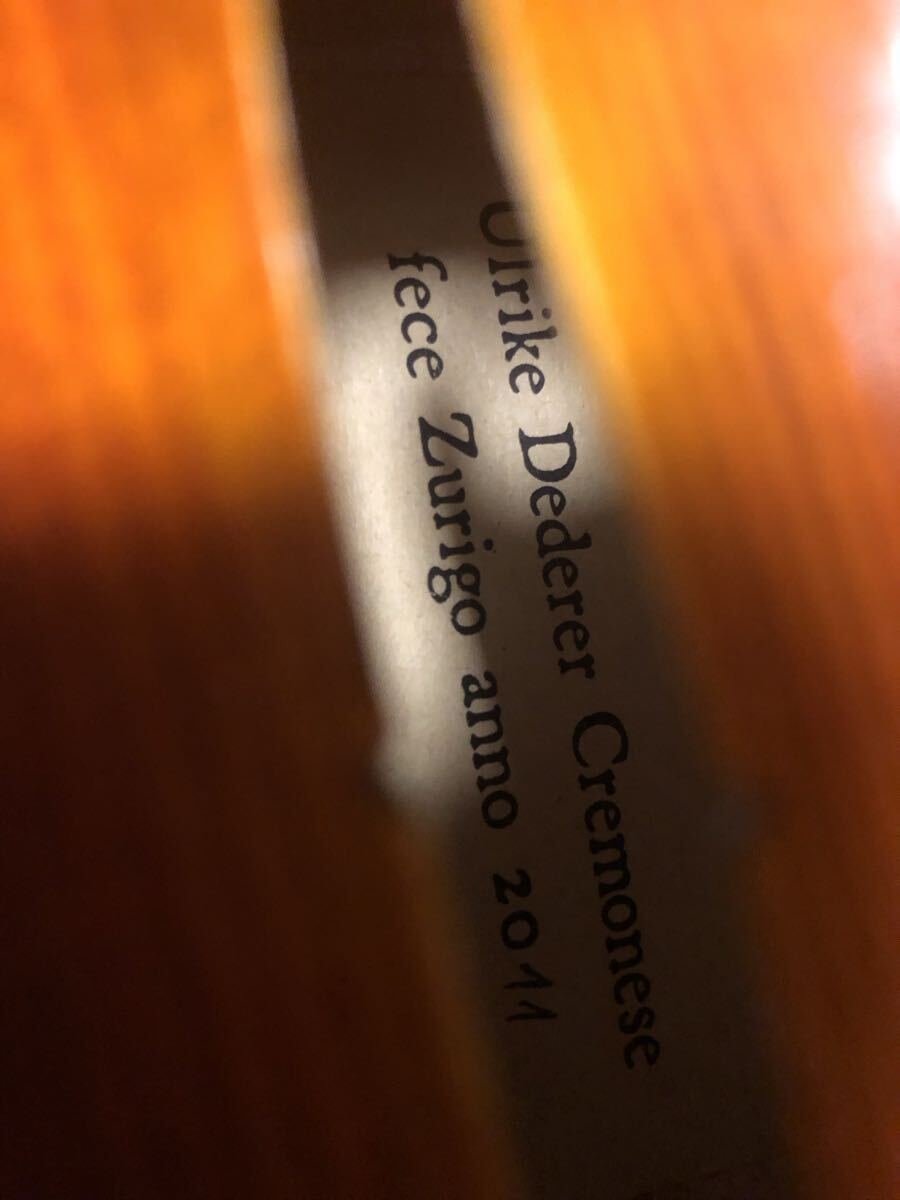 Ulrike Dederer Cremonese
fece Zurigo anno 2011